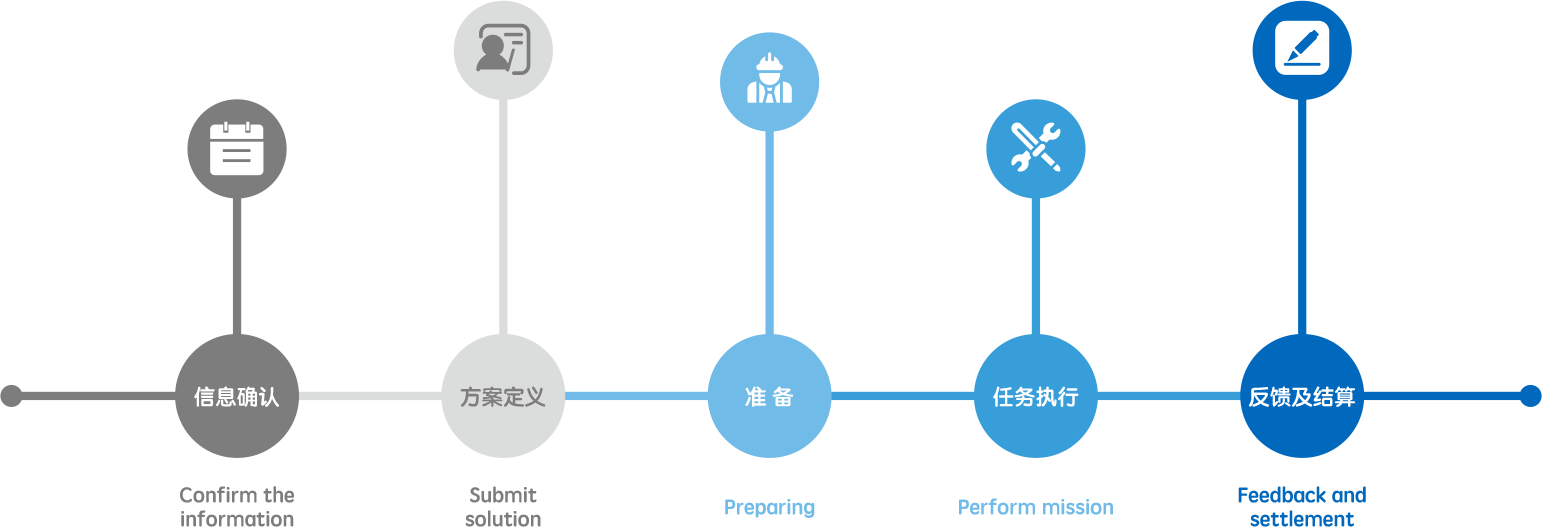 信息确认
方案定义
准 备
任务执行
反馈及结算
Confirm the
information
Submit
solution
Preparing
Perform mission
Feedback and
settlement